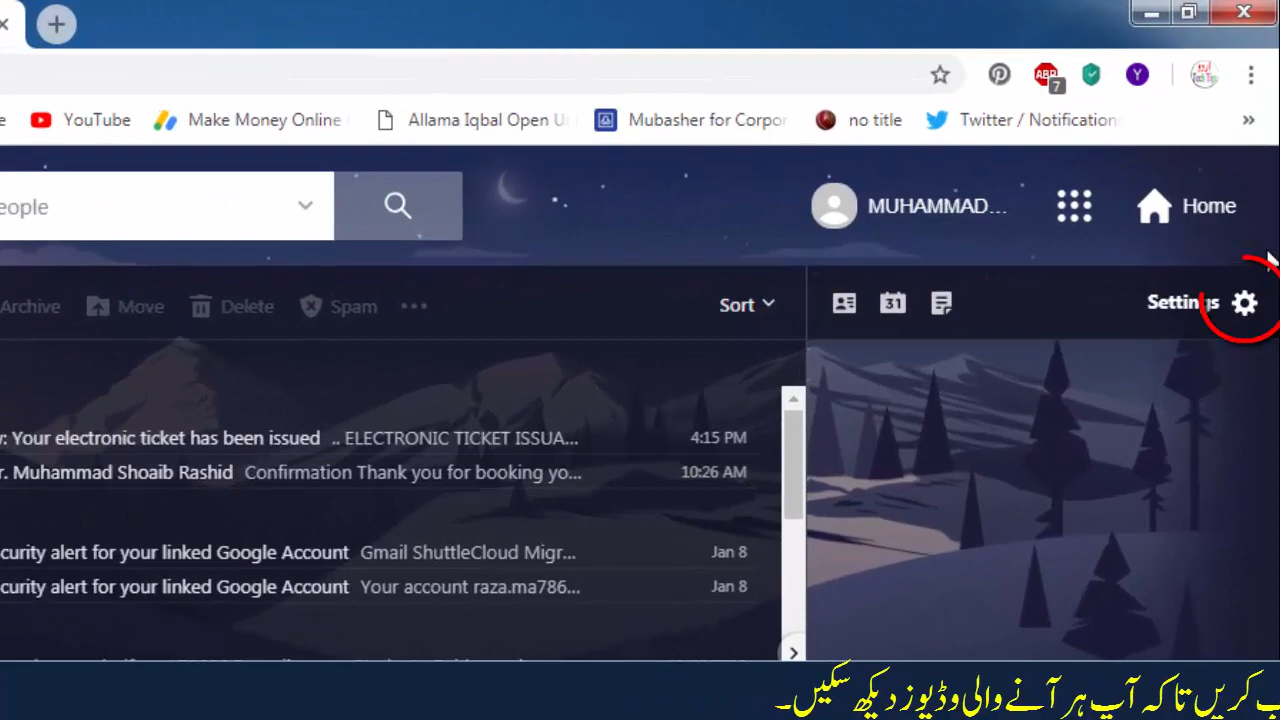 YouTube Make Money Online Allama Iqbal Open U Mubasher for Corpor no title Twitter / Notifications »
ABP 7 Y
eople MUHAMMAD... Home
Archive Move Delete Spam ••• Sort 31 Settings
: Your electronic ticket has been issued .. ELECTRONIC TICKET ISSUA... 4:15 PM
r. Muhammad Shoaib Rashid Confirmation Thank you for booking yo... 10:26 AM
curity alert for your linked Google Account Gmail ShuttleCloud Migr... Jan 8
curity alert for your linked Google Account Your account raza.ma786... Jan 8
کریں تاکہ آپ ہر آنے والی وڈیوز دیکھ سکیں۔